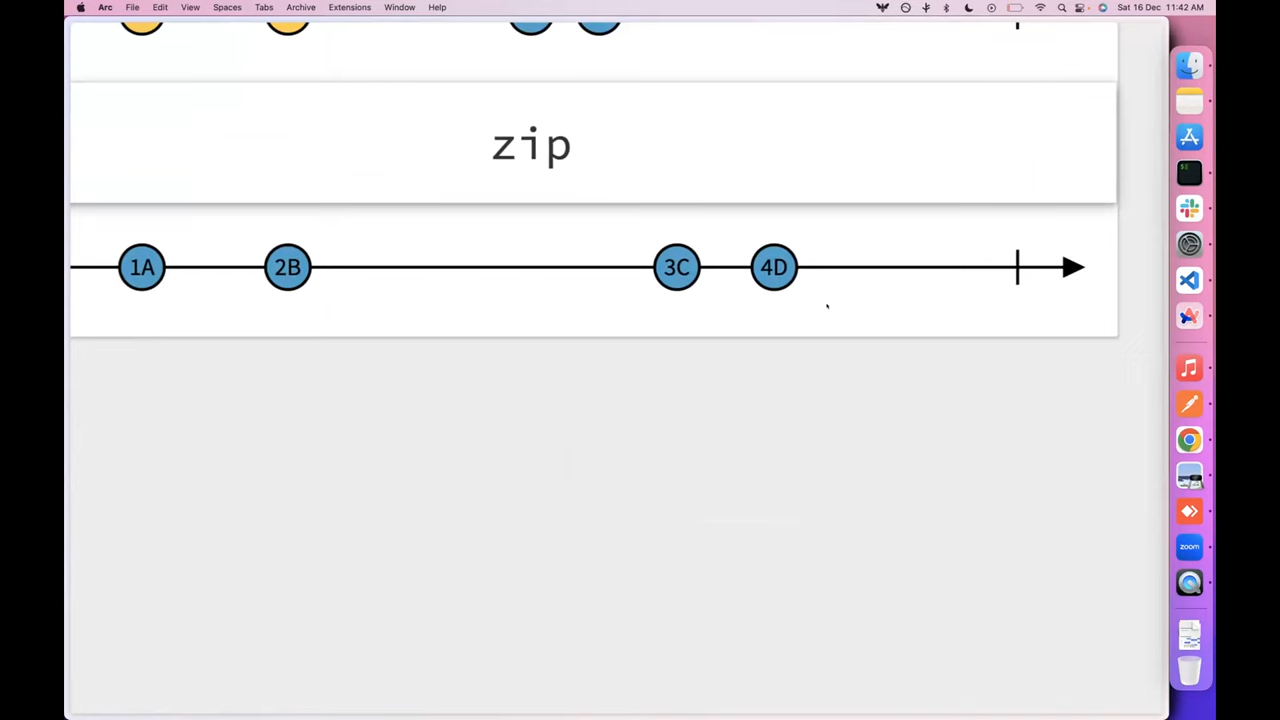 Arc File Edit View Spaces Tabs Archive Extensions Window Help Sat 16 Dec 11:42 AM
zip
1A 2B 3C 4D
zoom